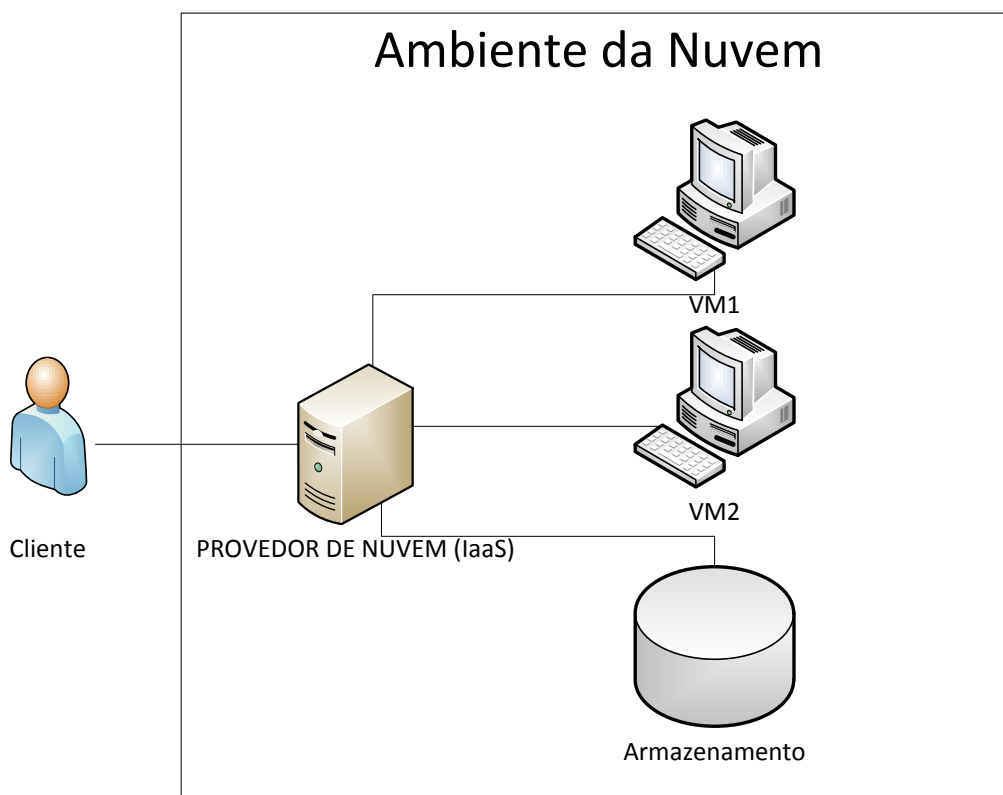 Ambiente da Nuvem
VM1
VM2
Cliente
PROVEDOR DE NUVEM (IaaS)
Armazenamento